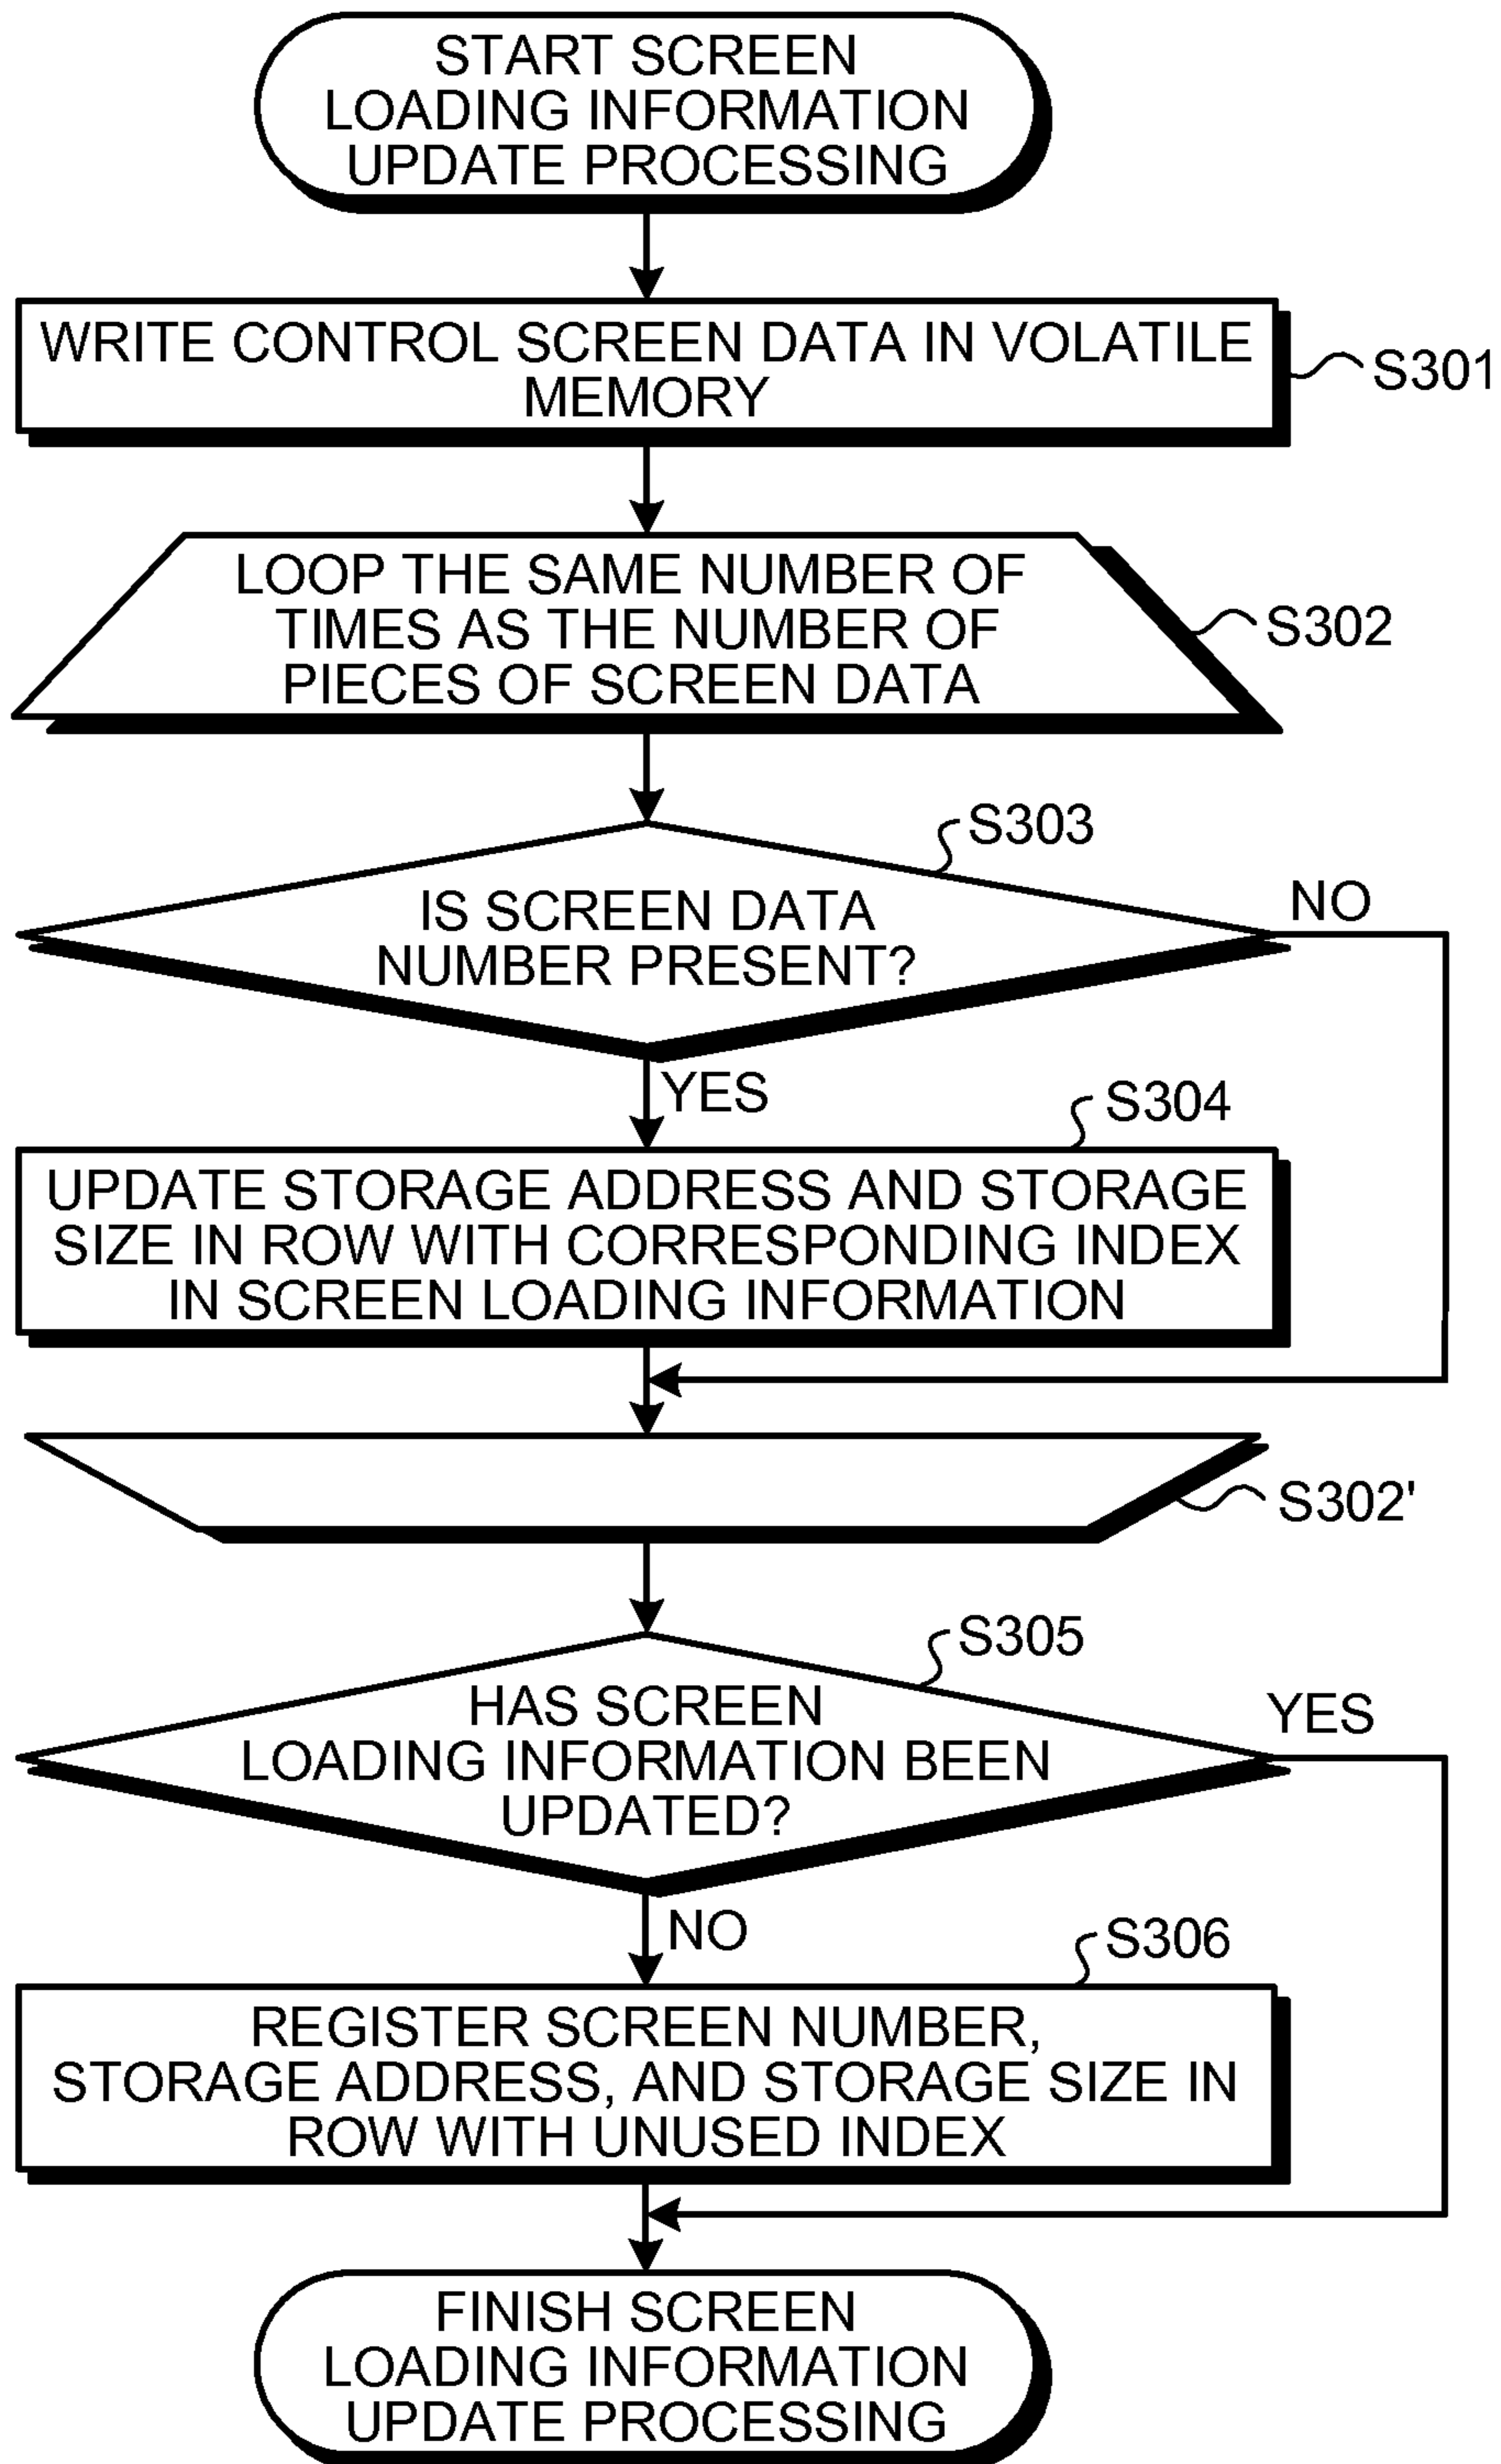 START SCREEN
LOADING INFORMATION
UPDATE PROCESSING
WRITE CONTROL SCREEN DATA IN VOLATILE
MEMORY
S301
LOOP THE SAME NUMBER OF
TIMES AS THE NUMBER OF
PIECES OF SCREEN DATA
S302
S303
IS SCREEN DATA
NUMBER PRESENT?
NO
YES
S304
UPDATE STORAGE ADDRESS AND STORAGE
SIZE IN ROW WITH CORRESPONDING INDEX
IN SCREEN LOADING INFORMATION
S302'
S305
HAS SCREEN
LOADING INFORMATION BEEN
UPDATED?
YES
NO
S306
REGISTER SCREEN NUMBER,
STORAGE ADDRESS, AND STORAGE SIZE IN
ROW WITH UNUSED INDEX
FINISH SCREEN
LOADING INFORMATION
UPDATE PROCESSING